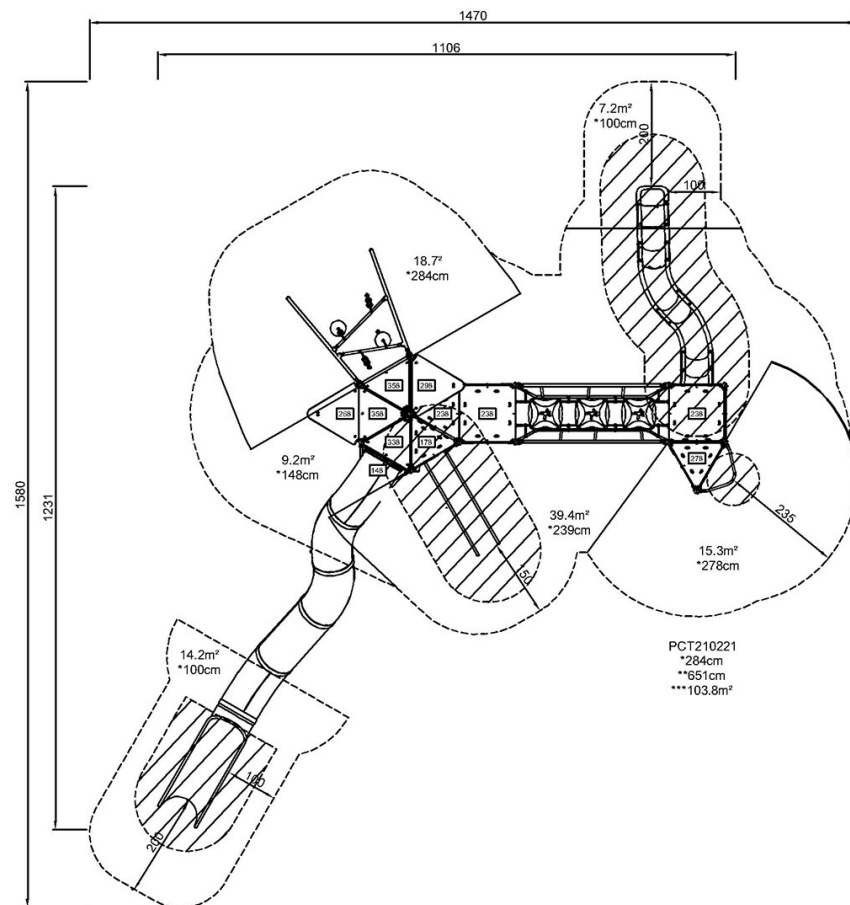 1470
1106
7.2m²
*100cm
200
100
18.7²
*284cm
358
298
268
358
238
238
238
338
178
278
148
9.2m²
*148cm
1580
1231
39.4m²
*239cm
235
15.3m²
*278cm
150
14.2m²
*100cm
PCT210221
*284cm
**651cm
***103.8m²
100
200